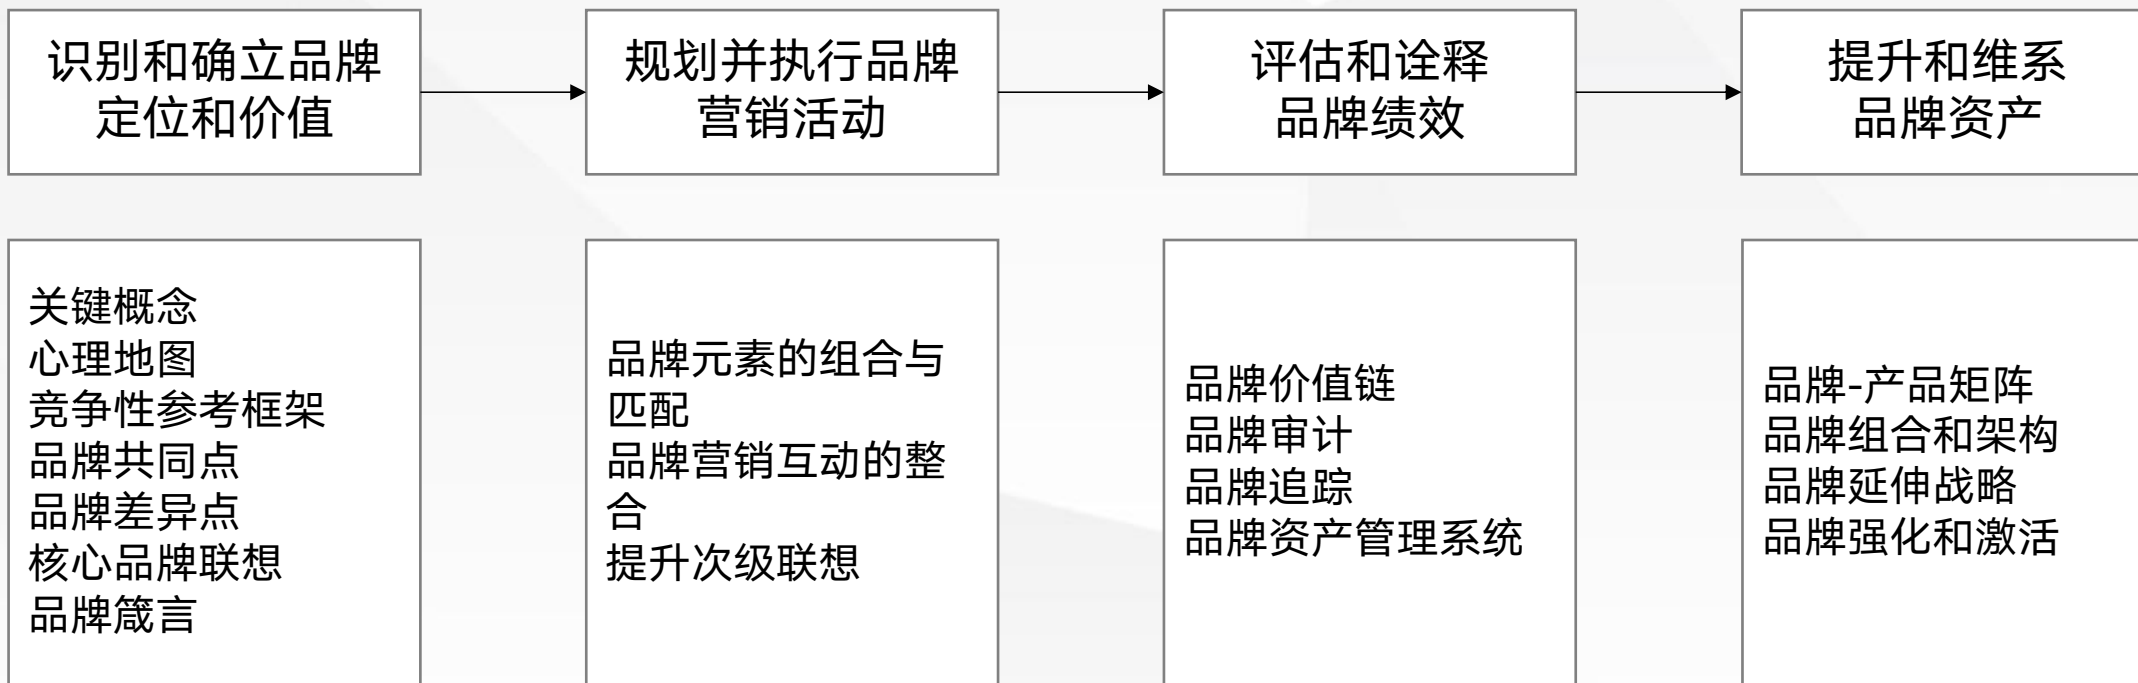 识别和确立品牌
定位和价值
规划并执行品牌
营销活动
评估和诠释
品牌绩效
提升和维系
品牌资产
关键概念
心理地图
竞争性参考框架
品牌共同点
品牌差异点
核心品牌联想
品牌箴言
品牌元素的组合与
匹配
品牌营销互动的整
合
提升次级联想
品牌价值链
品牌审计
品牌追踪
品牌资产管理系统
品牌-产品矩阵
品牌组合和架构
品牌延伸战略
品牌强化和激活